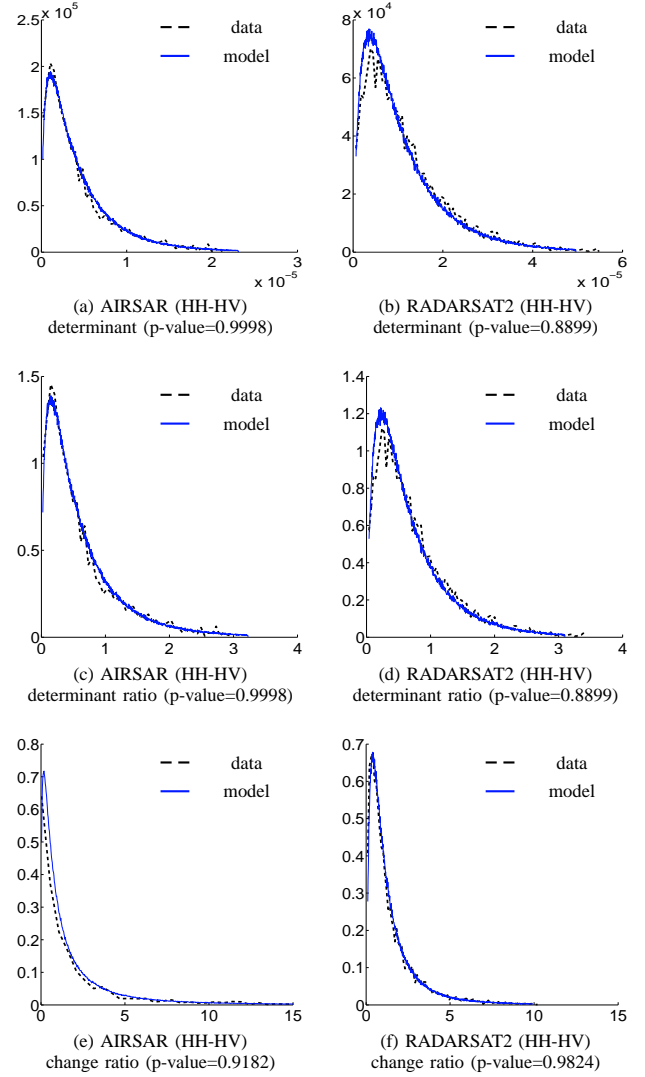 x 10^5
2.5
2
1.5
1
0.5
0
0 1 2 3
x 10^-5
data
model
(a) AIRSAR (HH-HV)
determinant (p-value=0.9998)
x 10^4
8
6
4
2
0
0 2 4 6
x 10^-5
data
model
(b) RADARSAT2 (HH-HV)
determinant (p-value=0.8899)
1.5
1
0.5
0
0 1 2 3 4
data
model
(c) AIRSAR (HH-HV)
determinant ratio (p-value=0.9998)
1.4
1.2
1.0
0.8
0.6
0.4
0.2
0
0 1 2 3 4
data
model
(d) RADARSAT2 (HH-HV)
determinant ratio (p-value=0.8899)
0.8
0.7
0.6
0.5
0.4
0.3
0.2
0.1
0
0 5 10 15
data
model
(e) AIRSAR (HH-HV)
change ratio (p-value=0.9182)
0.7
0.6
0.5
0.4
0.3
0.2
0.1
0
0 5 10 15
data
model
(f) RADARSAT2 (HH-HV)
change ratio (p-value=0.9824)